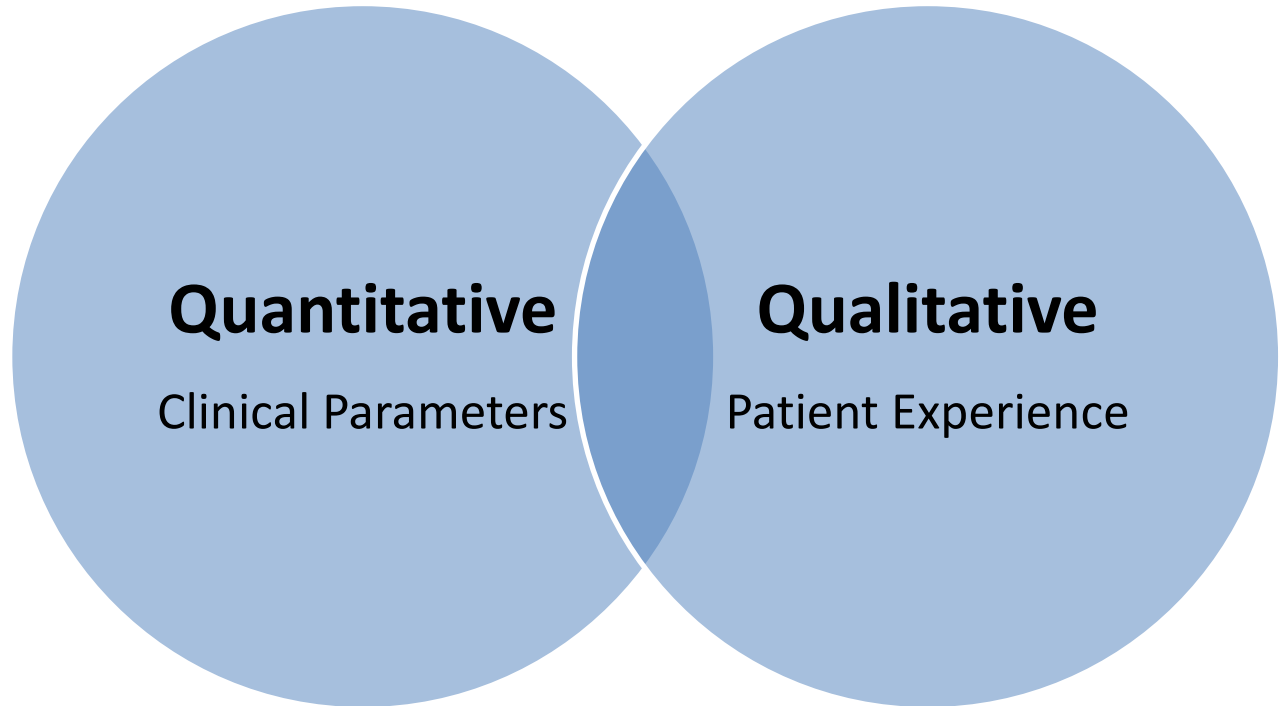 Quantitative
Clinical Parameters
Qualitative
Patient Experience